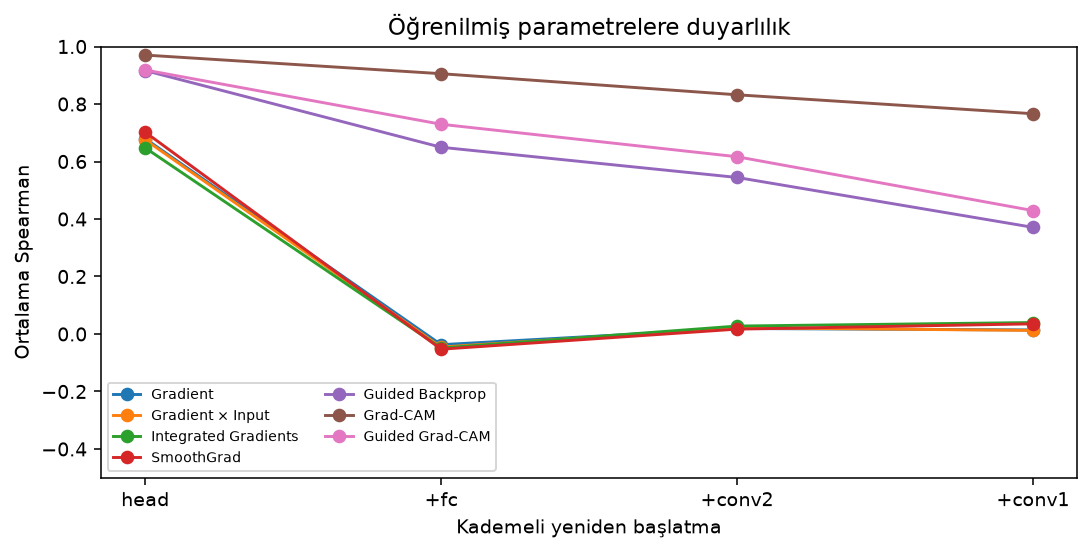 Öğrenilmiş parametrelere duyarlılık
Ortalama Spearman
1.0
0.8
0.6
0.4
0.2
0.0
−0.2
−0.4
Gradient
Gradient × Input
Integrated Gradients
SmoothGrad
Guided Backprop
Grad-CAM
Guided Grad-CAM
head
+fc
+conv2
+conv1
Kademeli yeniden başlatma